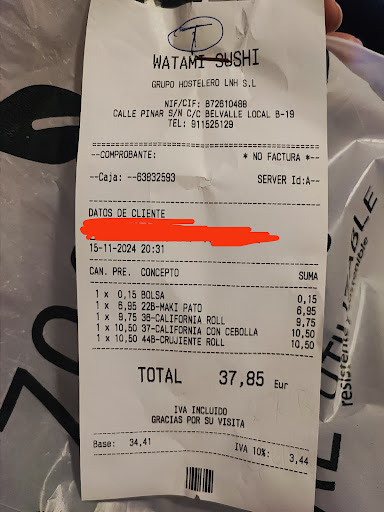 T
WATAMI SUSHI
GRUPO HOSTELERO LNH S.L
NIF/CIF: B72610488
CALLE PINAR S/N C/C BELVALLE LOCAL B-19
TEL: 911525129
--COMPROBANTE: * NO FACTURA *--
--Caja: --63832593 SERVER Id:A--
DATOS DE CLIENTE
15-11-2024 20:31
CAN. PRE. CONCEPTO SUMA
1 x 0,15 BOLSA 0,15
1 x 6,95 22B-MAKI PATO 6,95
1 x 9,75 36-CALIFORNIA ROLL 9,75
1 x 10,50 37-CALIFORNIA CON CEBOLLA 10,50
1 x 10,50 44B-CRUJIENTE ROLL 10,50
TOTAL 37,85 Eur
IVA INCLUIDO
GRACIAS POR SU VISITA
Base: 34,41 IVA 10%: 3,44
UTILIZABLE
resistente